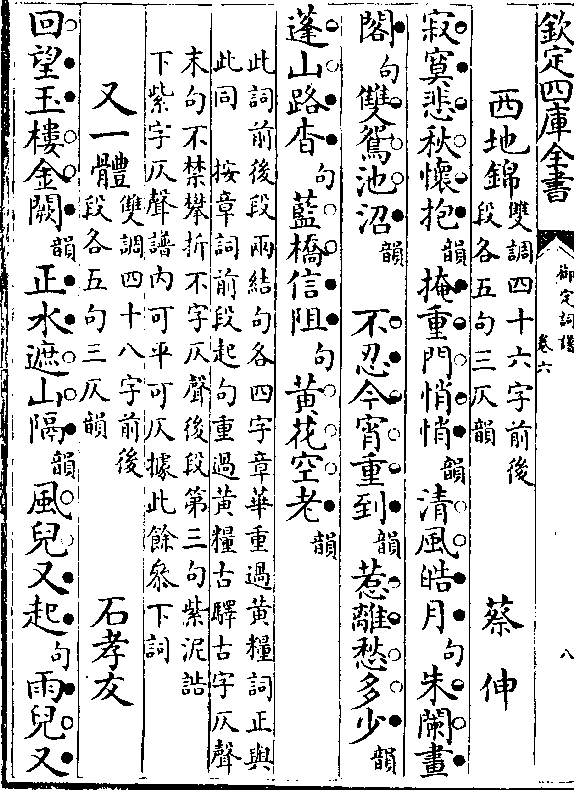 欽定四庫全書
御定詞譜
卷六
八
西地錦 雙調四十六字前後
段各五句三仄韻 蔡伸
寂寞悲秋懷抱韻掩重門悄悄韻清風皓月句朱闌畫
閣句雙鴛池沼韻 不忍今宵重到韻惹離愁多少韻
蓬山路杳句藍橋信阻句黄花空老韻
此詞前後段兩結句各四字章華重過黄糧詞正與
此同 按章詞前段起句重過黄糧古驛古字仄聲
末句不禁攀折不字仄聲後段第三句紫泥誥
下紫字仄聲譜内可平可仄據此餘參下詞
又一體 雙調四十八字前後
段各五句三仄韻 石孝友
回望玉樓金闕韻正水遮山隔韻風兒又起句雨兒又